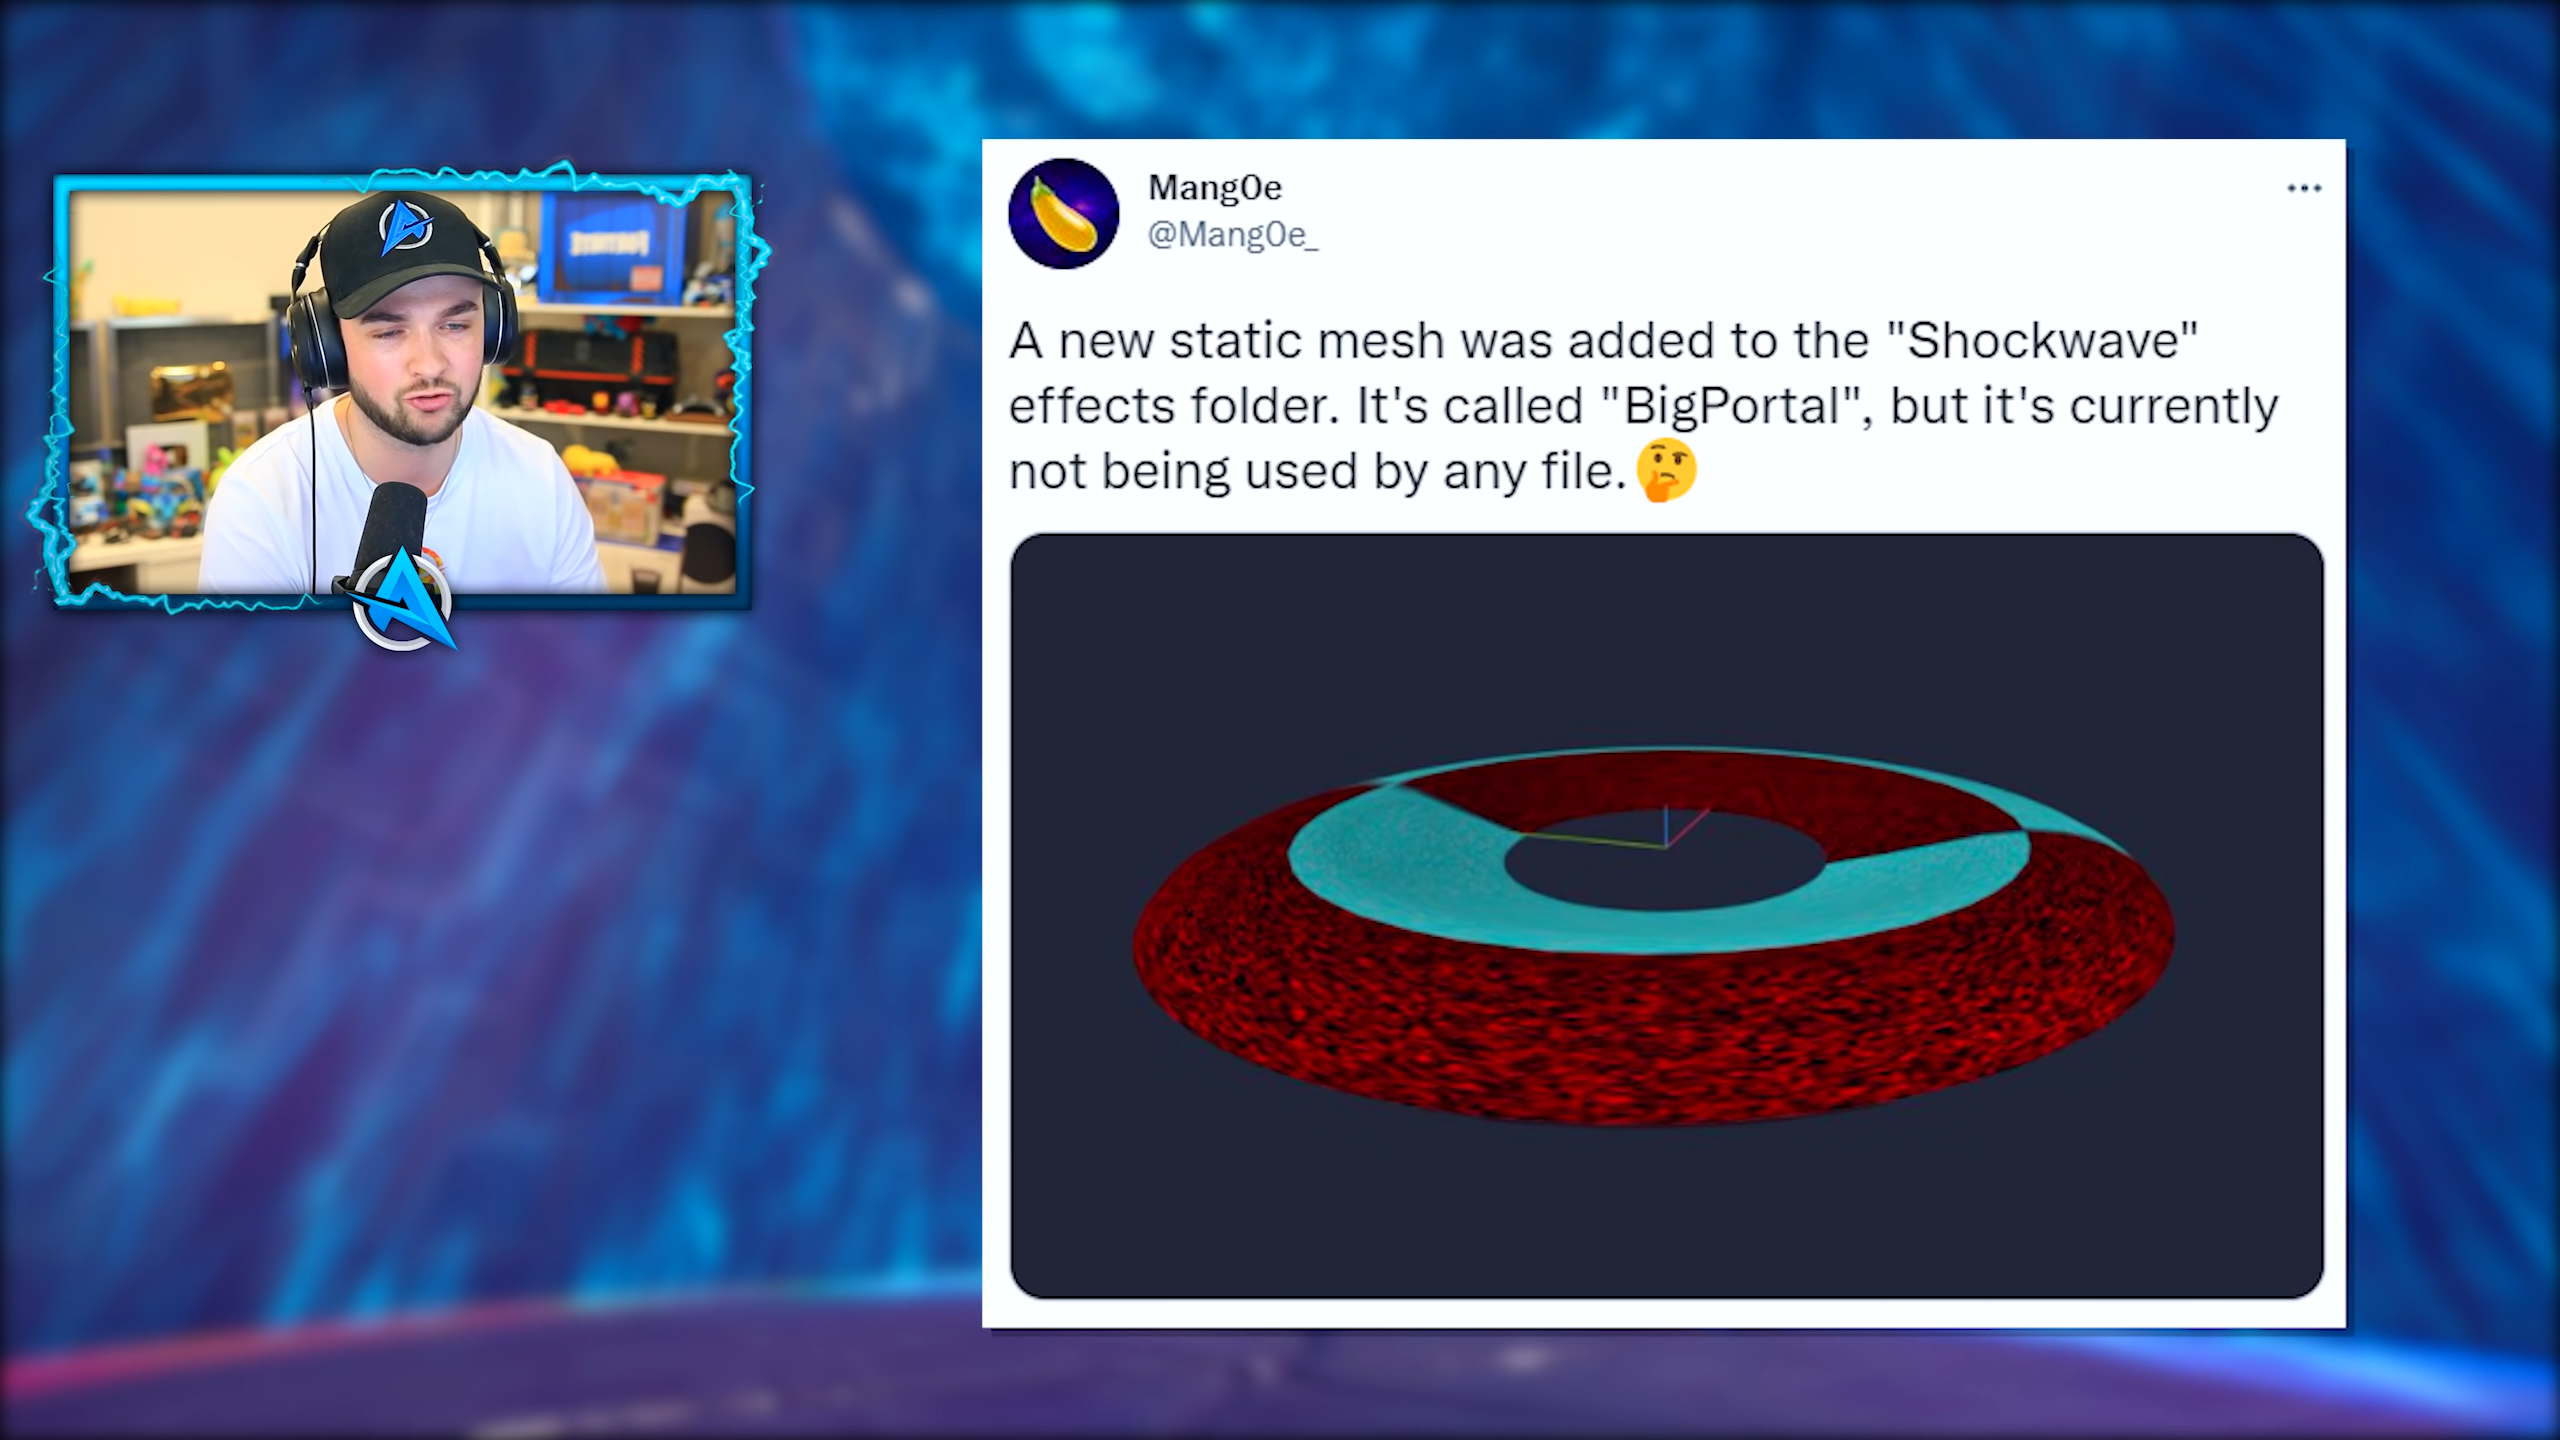 Mang0e
@Mang0e_
A new static mesh was added to the "Shockwave"
effects folder. It's called "BigPortal", but it's currently
not being used by any file.🤔